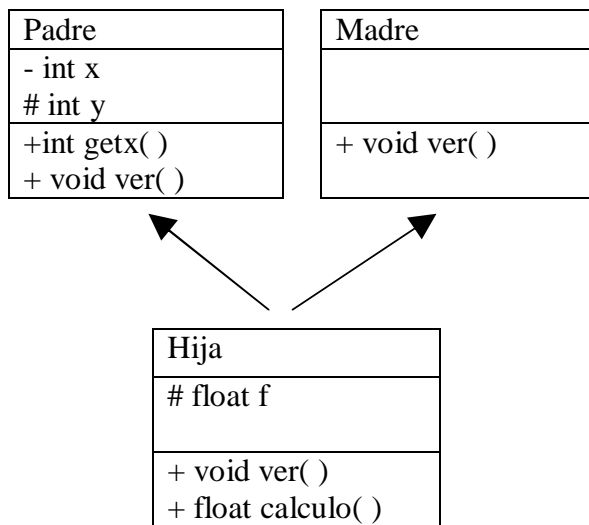 Padre
- int x
# int y
+int getx( )
+ void ver( )
Madre
+ void ver( )
Hija
# float f
+ void ver( )
+ float calculo( )